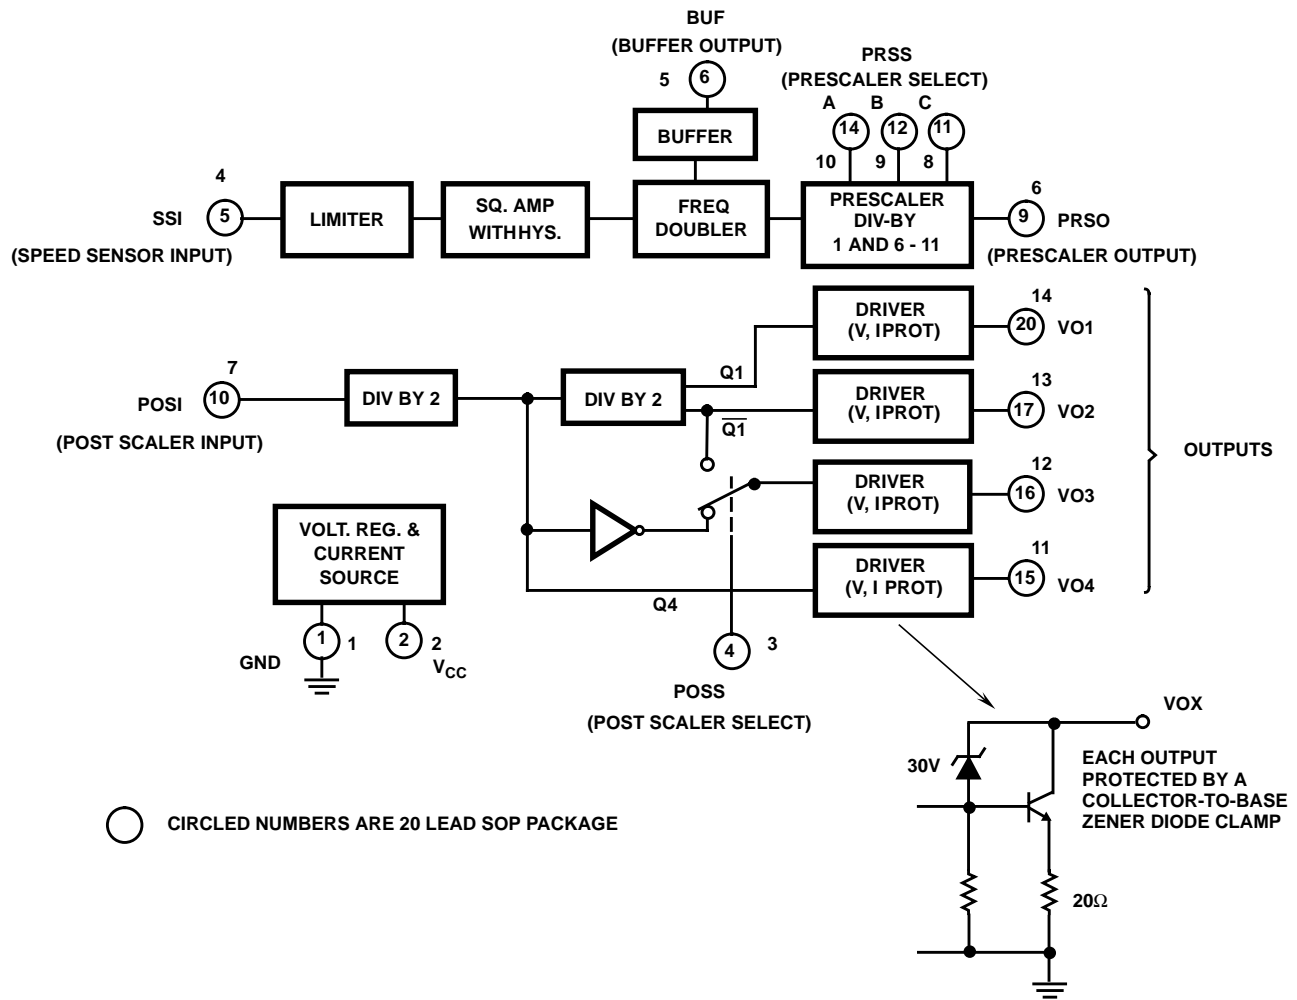 BUF
(BUFFER OUTPUT)
5 6
BUFFER
PRSS
(PRESCALER SELECT)
A B C
14 12 11
10 9 8
4
SSI 5
(SPEED SENSOR INPUT)
LIMITER
SQ. AMP
WITHHYS.
FREQ
DOUBLER
PRESCALER
DIV-BY
1 AND 6 - 11
6
9 PRSO
(PRESCALER OUTPUT)
DRIVER
(V, IPROT)
14
20 VO1
7
POSI 10
(POST SCALER INPUT)
DIV BY 2
DIV BY 2
Q1
Q1
DRIVER
(V, IPROT)
13
17 VO2
OUTPUTS
DRIVER
(V, IPROT)
12
16 VO3
VOLT. REG. &
CURRENT
SOURCE
1 2
GND 1 2
VCC
Q4
DRIVER
(V, I PROT)
11
15 VO4
4 3
POSS
(POST SCALER SELECT)
VOX
30V
EACH OUTPUT
PROTECTED BY A
COLLECTOR-TO-BASE
ZENER DIODE CLAMP
20Ω
CIRCLED NUMBERS ARE 20 LEAD SOP PACKAGE